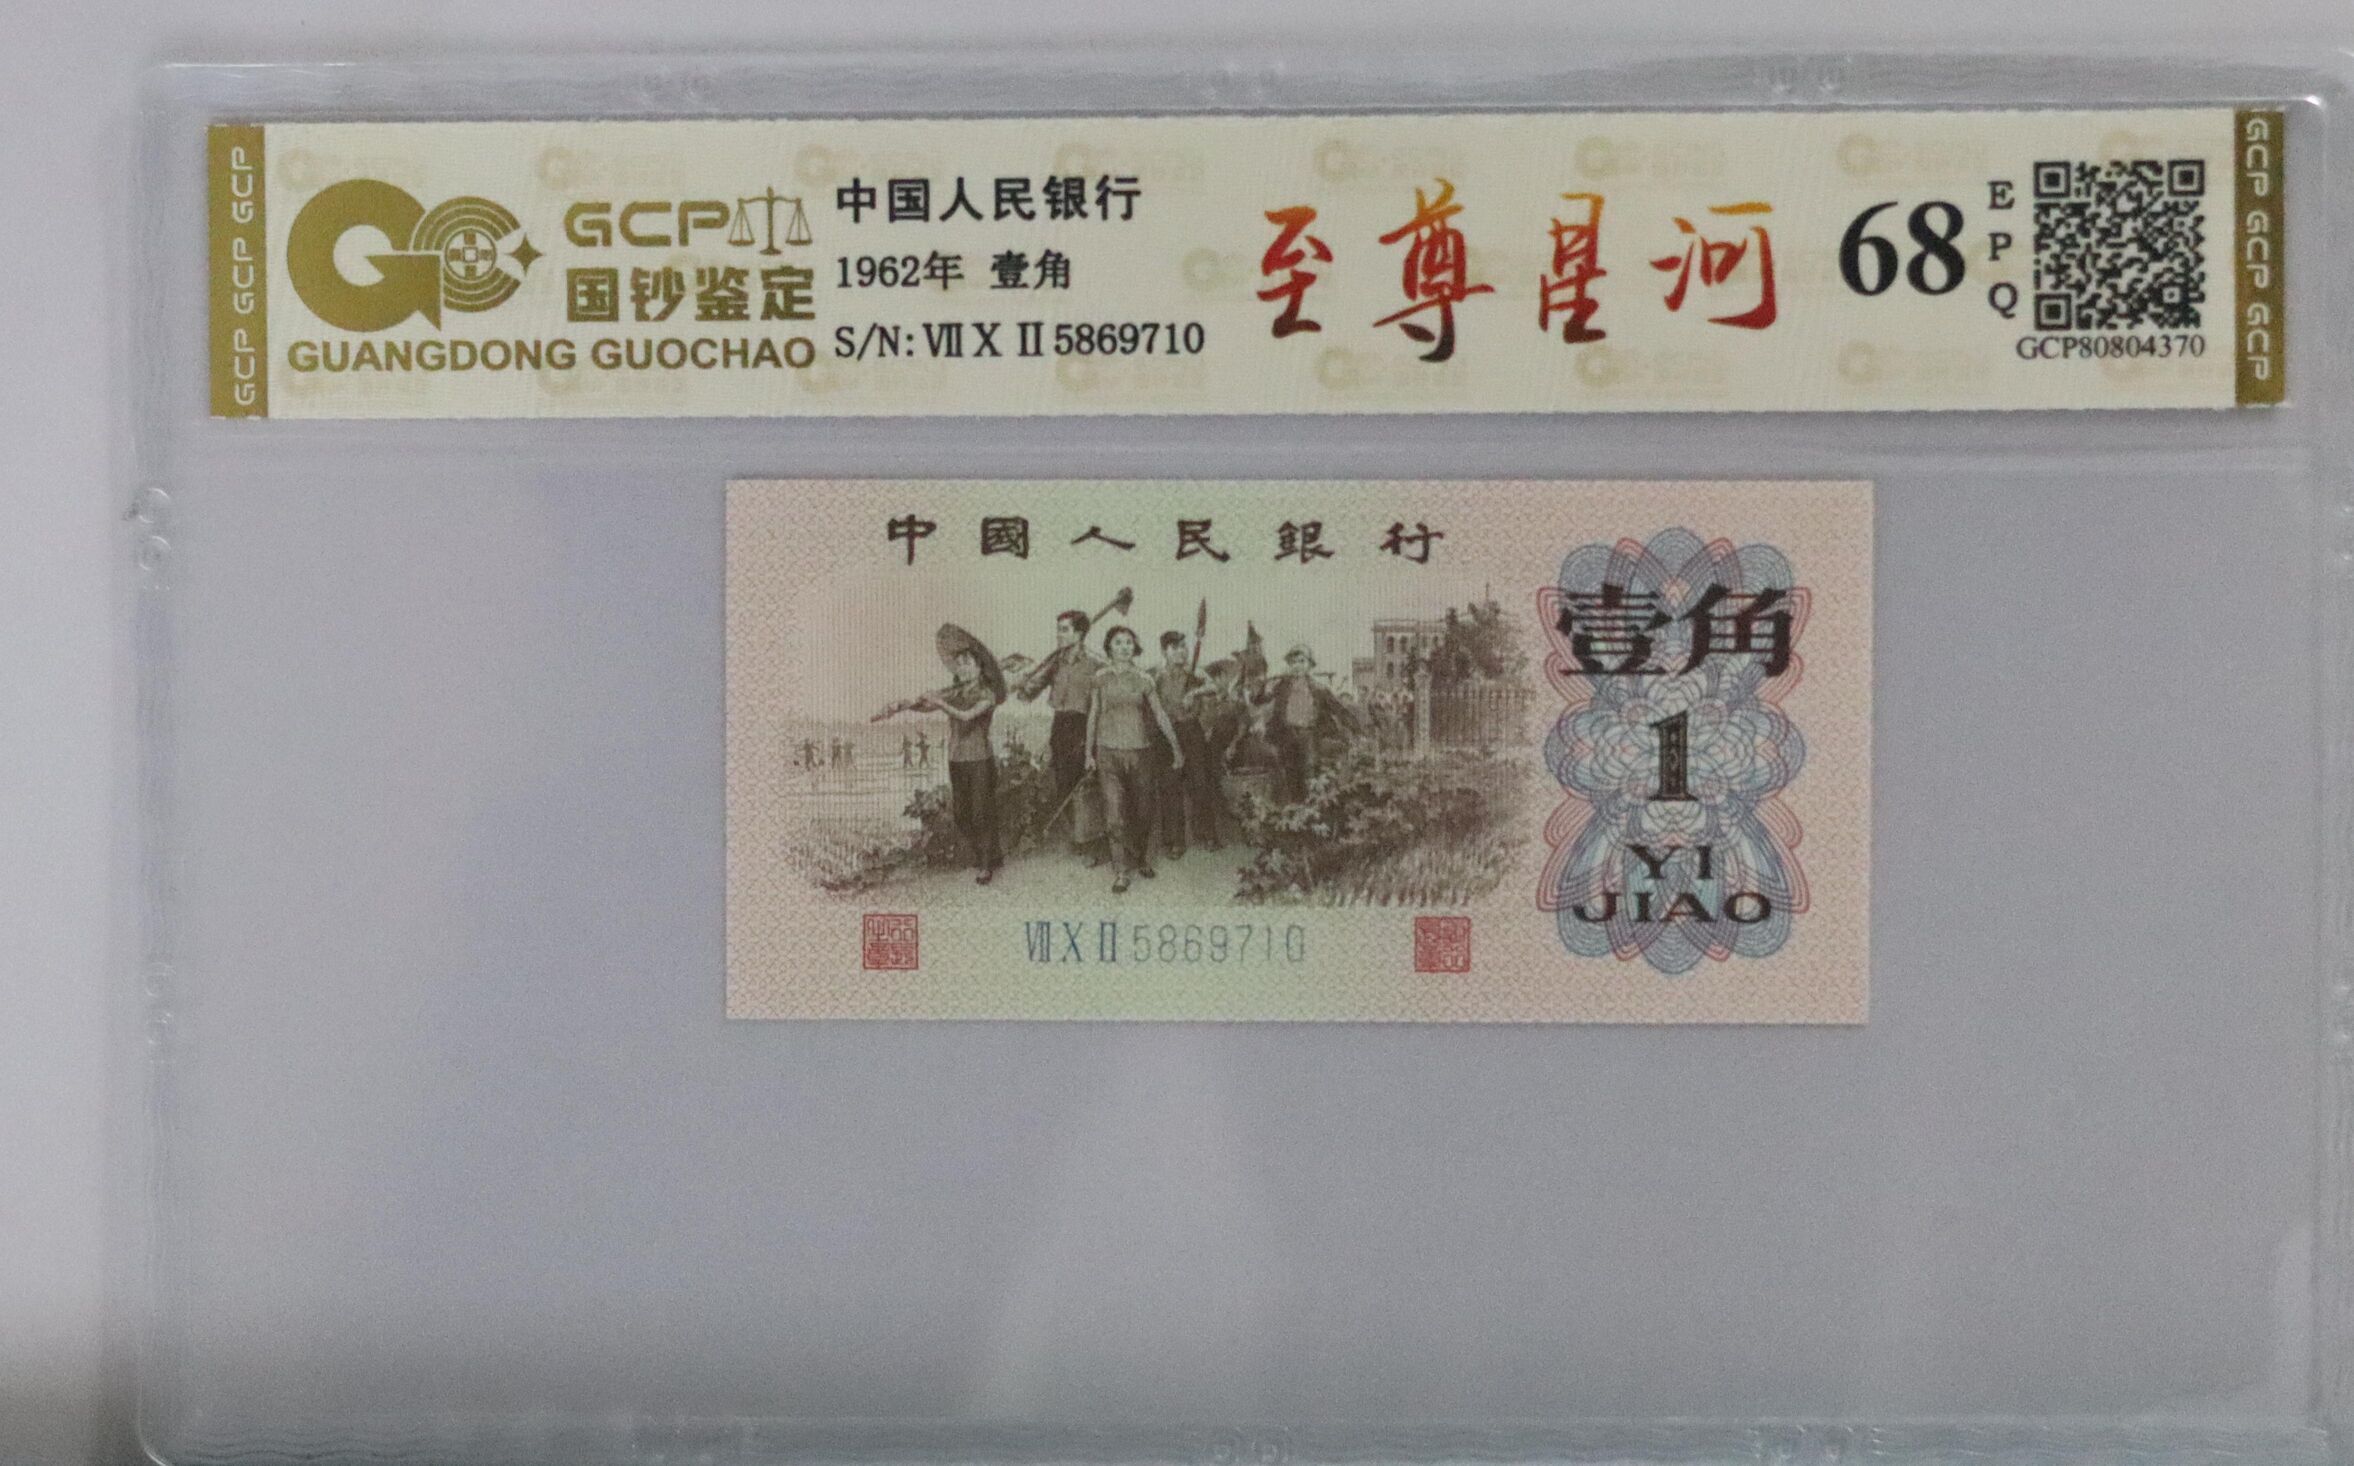 GCP GCP GCP
GCP
国钞鉴定
GUANGDONG GUOCHAO
中国人民银行
1962年 壹角
S/N: Ⅶ Ⅹ Ⅱ 5869710
至尊星河
68
EPQ
GCP80804370
GCP GCP GCP
中國人民銀行
壹角
1
YI
JIAO
Ⅶ Ⅹ Ⅱ 5869710